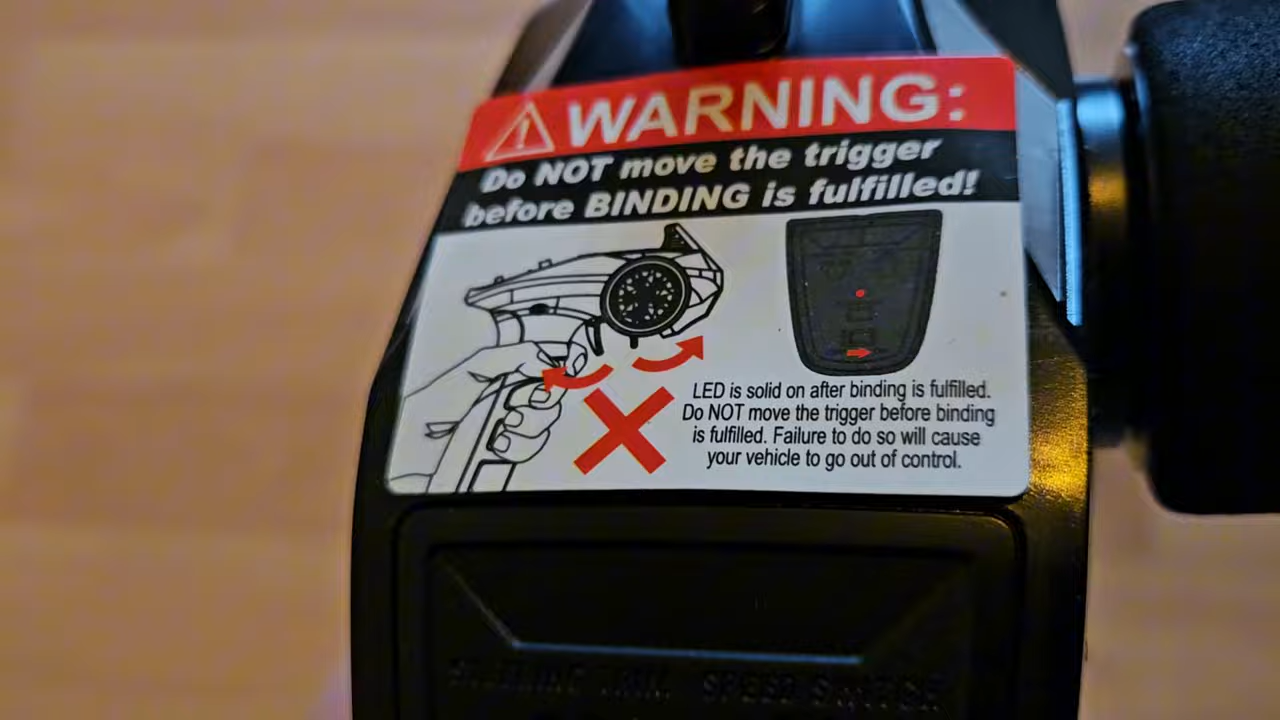 WARNING:
Do NOT move the trigger
before BINDING is fulfilled!
LED is solid on after binding is fulfilled.
Do NOT move the trigger before binding
is fulfilled. Failure to do so will cause
your vehicle to go out of control.
SPEED SWITCH